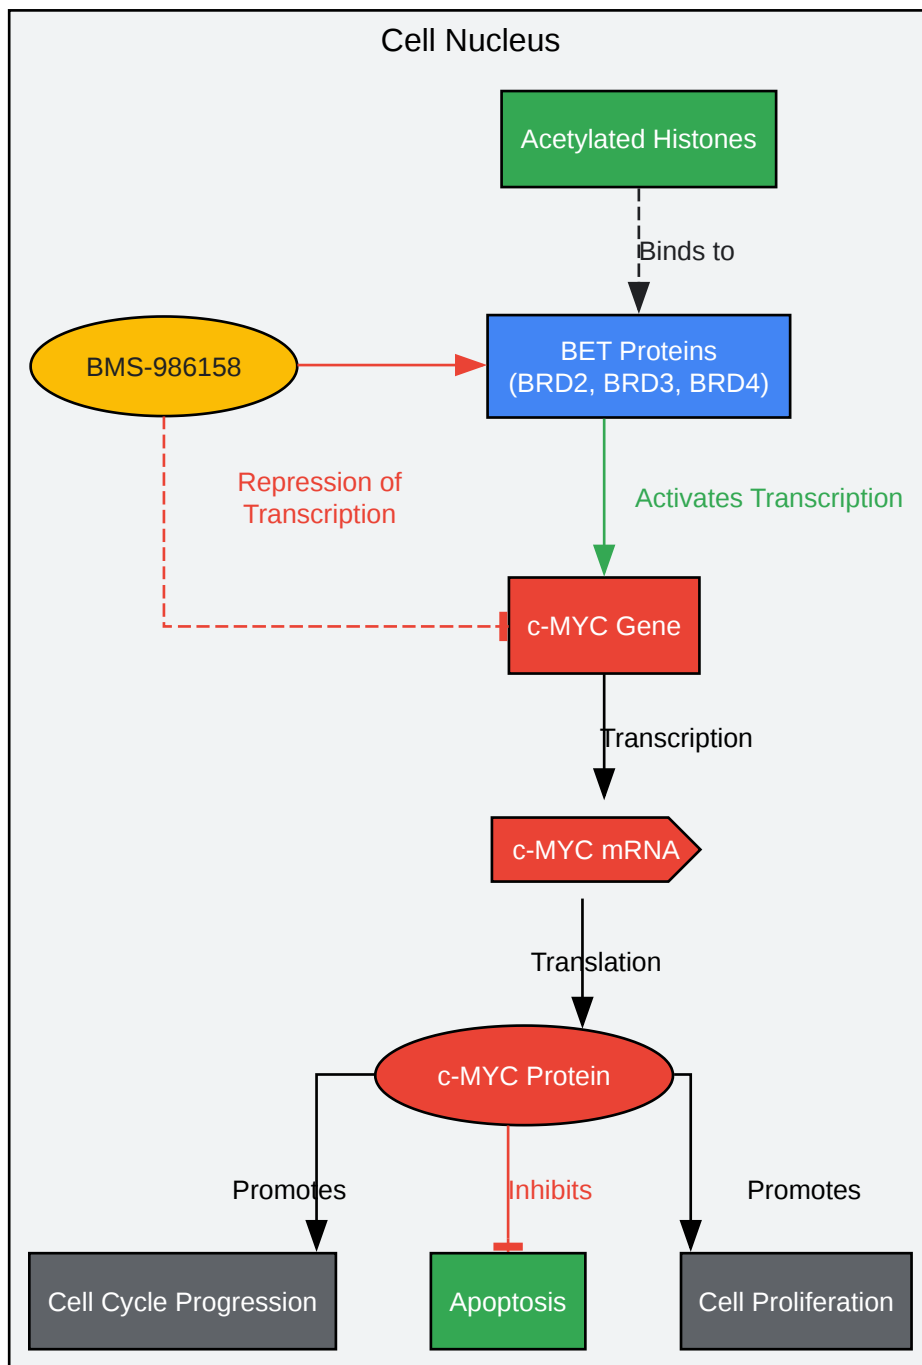 Cell Nucleus
Acetylated Histones
Binds to
BMS-986158
BET Proteins
(BRD2, BRD3, BRD4)
Repression of
Transcription
Activates Transcription
c-MYC Gene
Transcription
c-MYC mRNA
Translation
c-MYC Protein
Promotes
Inhibits
Promotes
Cell Cycle Progression
Apoptosis
Cell Proliferation